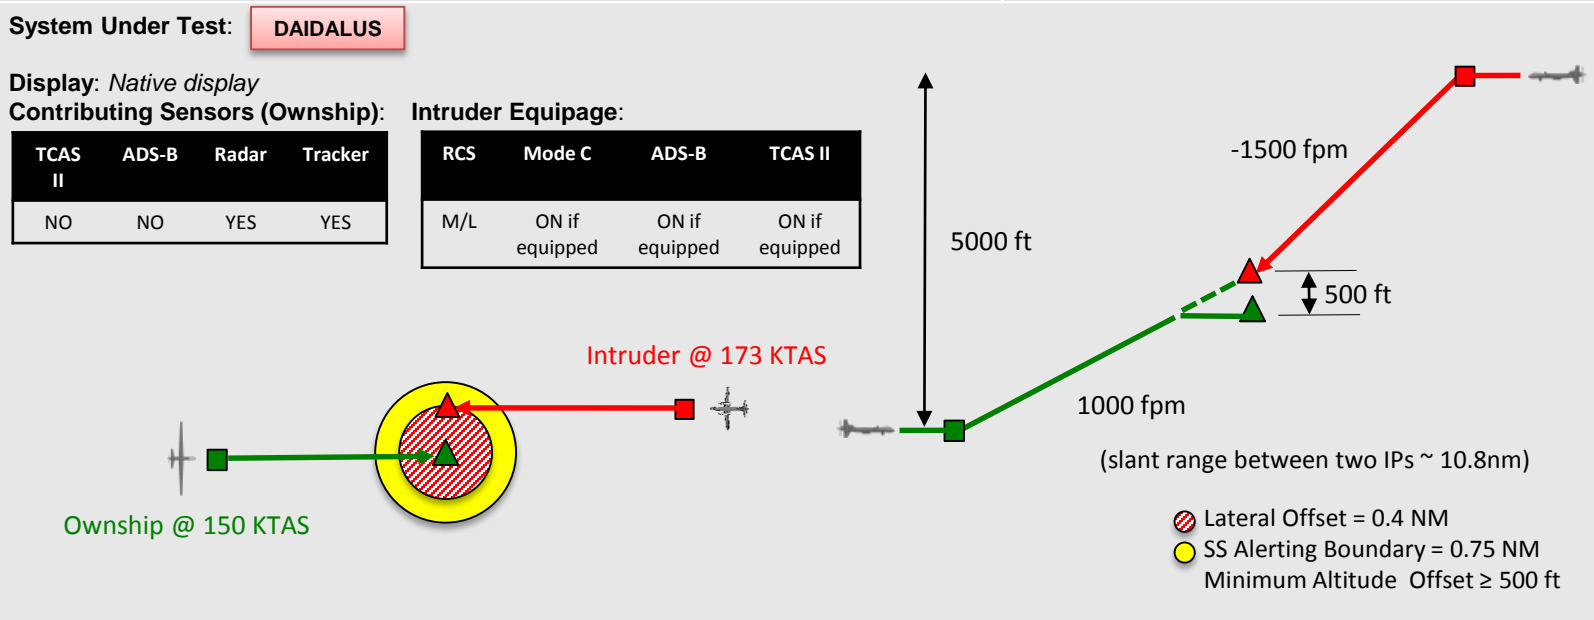 System Under Test:
DAIDALUS
Display: Native display
Contributing Sensors (Ownship):
TCAS II ADS-B Radar Tracker
NO NO YES YES
Intruder Equipage:
RCS Mode C ADS-B TCAS II
M/L ON if equipped ON if equipped ON if equipped
-1500 fpm
5000 ft
500 ft
Intruder @ 173 KTAS
1000 fpm
(slant range between two IPs ~ 10.8nm)
Ownship @ 150 KTAS
Lateral Offset = 0.4 NM
SS Alerting Boundary = 0.75 NM
Minimum Altitude Offset ≥ 500 ft